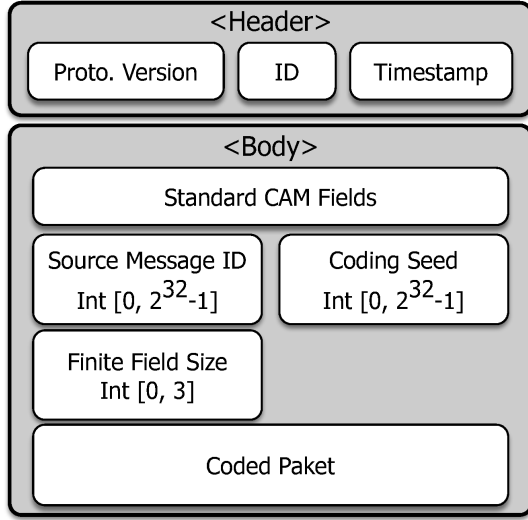 <Header>
Proto. Version
ID
Timestamp
<Body>
Standard CAM Fields
Source Message ID
Int [0, 2^32-1]
Coding Seed
Int [0, 2^32-1]
Finite Field Size
Int [0, 3]
Coded Paket